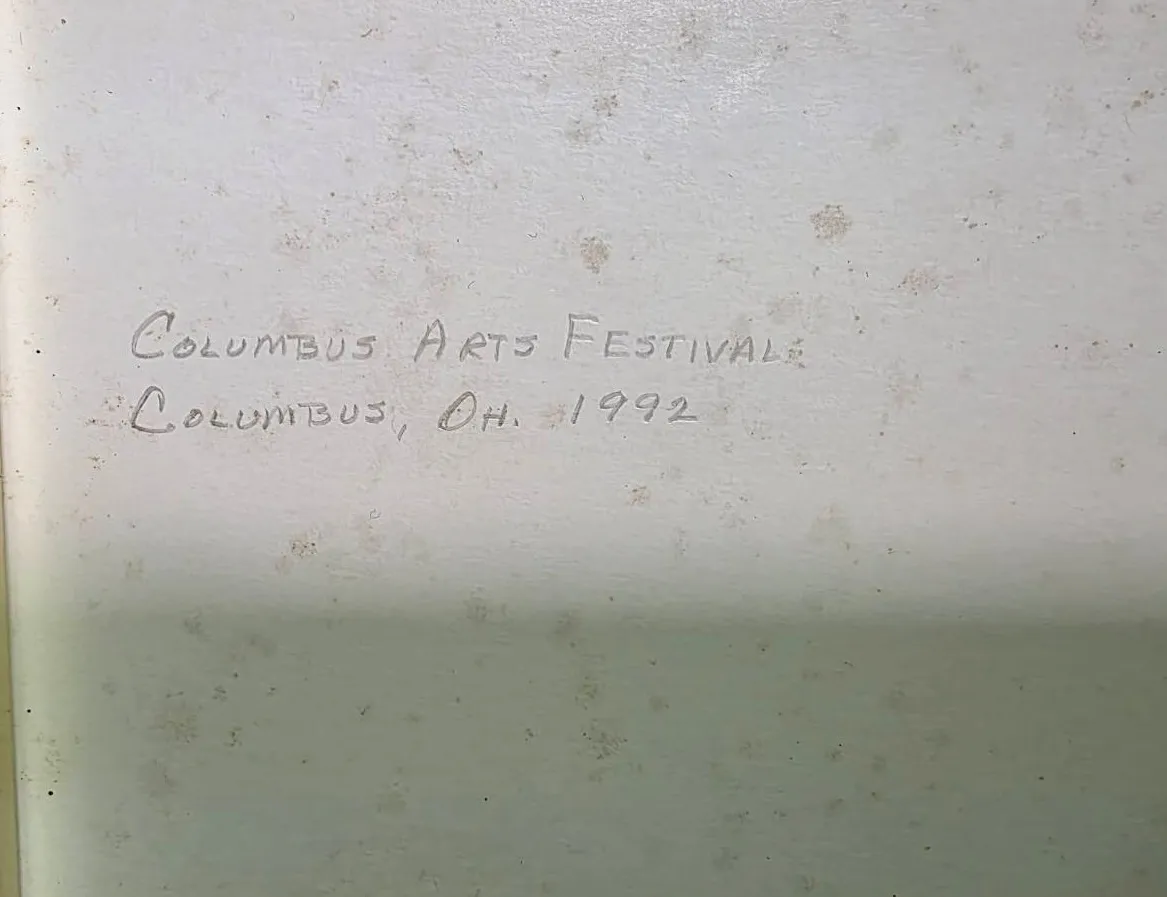 COLUMBUS ARTS FESTIVAL
COLUMBUS, OH. 1992